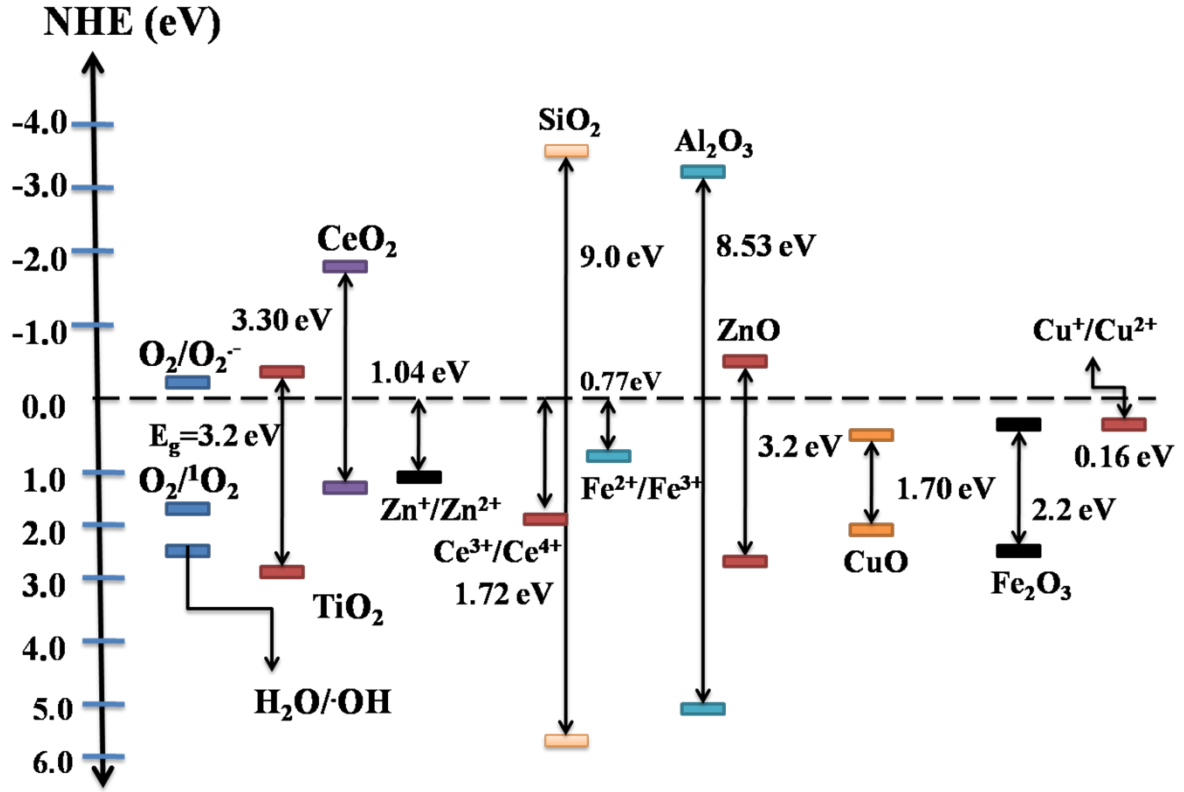 NHE (eV)
-4.0
-3.0
-2.0
-1.0
0.0
1.0
2.0
3.0
4.0
5.0
6.0
O₂/O₂·⁻
E_g=3.2 eV
O₂/¹O₂
H₂O/·OH
3.30 eV
TiO₂
CeO₂
1.04 eV
Zn⁺/Zn²⁺
Ce³⁺/Ce⁴⁺
1.72 eV
SiO₂
9.0 eV
0.77eV
Fe²⁺/Fe³⁺
Al₂O₃
8.53 eV
ZnO
3.2 eV
1.70 eV
CuO
2.2 eV
Fe₂O₃
Cu⁺/Cu²⁺
0.16 eV